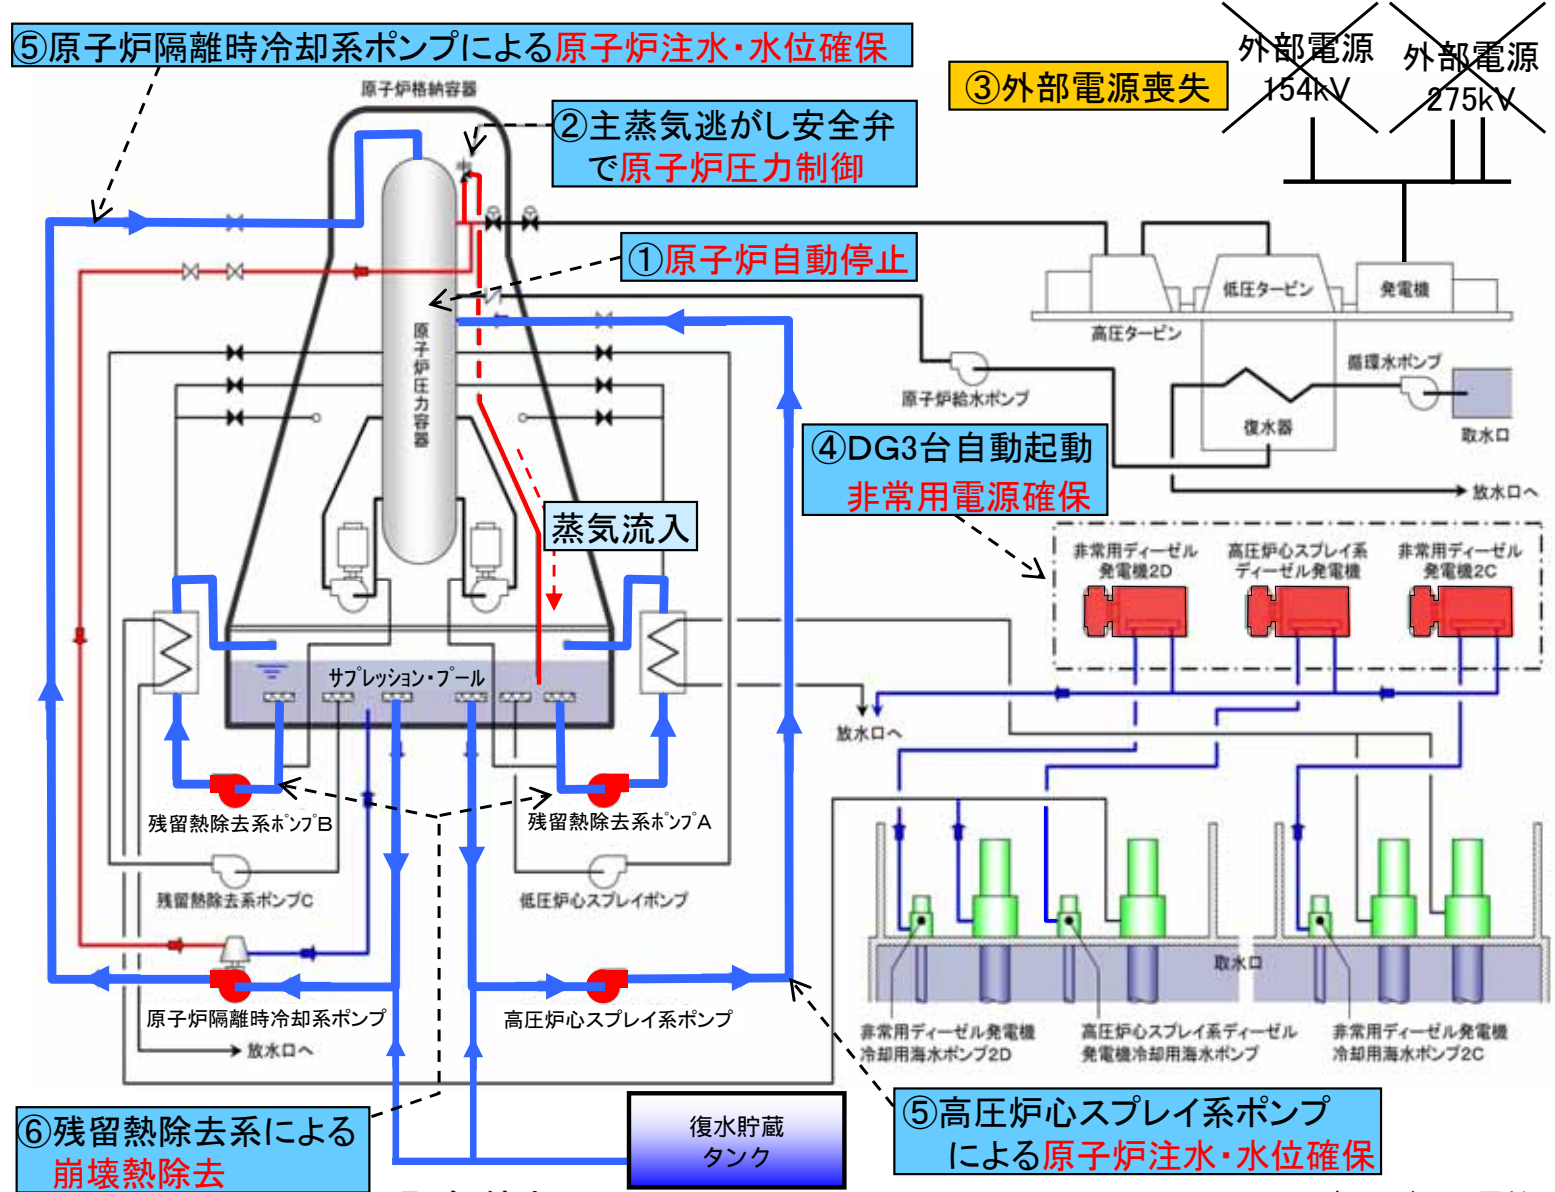 ⑤原子炉隔離時冷却系ポンプによる原子炉注水・水位確保
外部電源
154kV
外部電源
275kV
③外部電源喪失
原子炉格納容器
②主蒸気逃がし安全弁
で原子炉圧力制御
①原子炉自動停止
低圧タービン
発電機
高圧タービン
原子炉圧力容器
循環水ポンプ
原子炉給水ポンプ
復水器
取水口
④DG3台自動起動
非常用電源確保
放水口へ
蒸気流入
非常用ディーゼル
発電機2D
高圧炉心スプレイ系
ディーゼル発電機
非常用ディーゼル
発電機2C
サプレッション・プール
放水口へ
残留熱除去系ポンプB
残留熱除去系ポンプA
残留熱除去系ポンプC
低圧炉心スプレイポンプ
取水口
原子炉隔離時冷却系ポンプ
高圧炉心スプレイ系ポンプ
非常用ディーゼル発電機
冷却用海水ポンプ2D
高圧炉心スプレイ系ディーゼル
発電機冷却用海水ポンプ
非常用ディーゼル発電機
冷却用海水ポンプ2C
放水口へ
⑥残留熱除去系による
崩壊熱除去
復水貯蔵
タンク
⑤高圧炉心スプレイ系ポンプ
による原子炉注水・水位確保